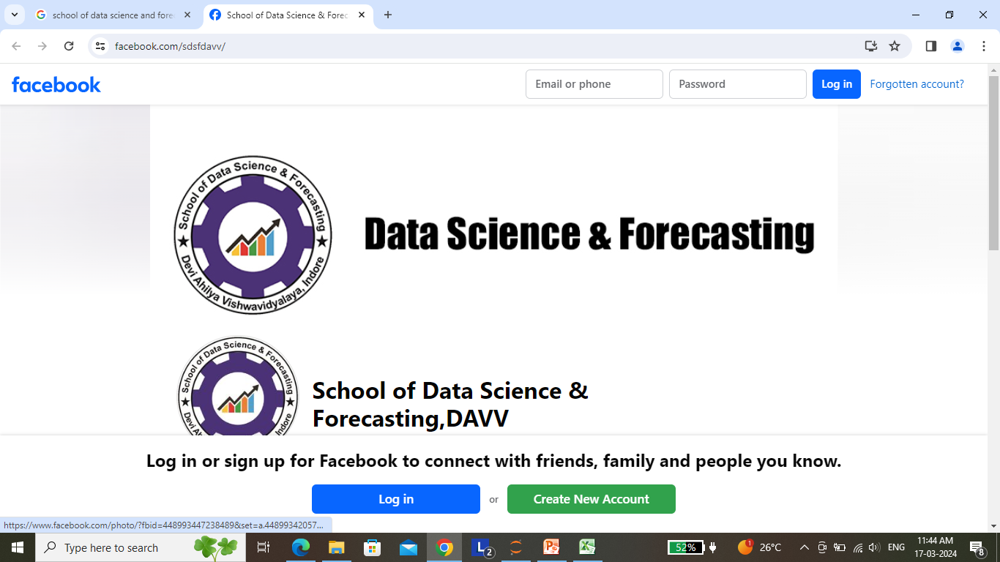 school of data science and fore
School of Data Science & Forec
facebook.com/sdsfdavv/
facebook
Email or phone
Password
Log in
Forgotten account?
School of Data Science & Forecasting
Devi Ahilya Vishwavidyalaya, Indore
Data Science & Forecasting
School of Data Science & Forecasting
Devi Ahilya Indore
School of Data Science &
Forecasting,DAVV
Log in or sign up for Facebook to connect with friends, family and people you know.
Log in or Create New Account
https://www.facebook.com/photo/?fbid=448993447238489&set=a.44899342057...
Type here to search
L 2
52%
1
26°C
ENG
11:44 AM
17-03-2024
8